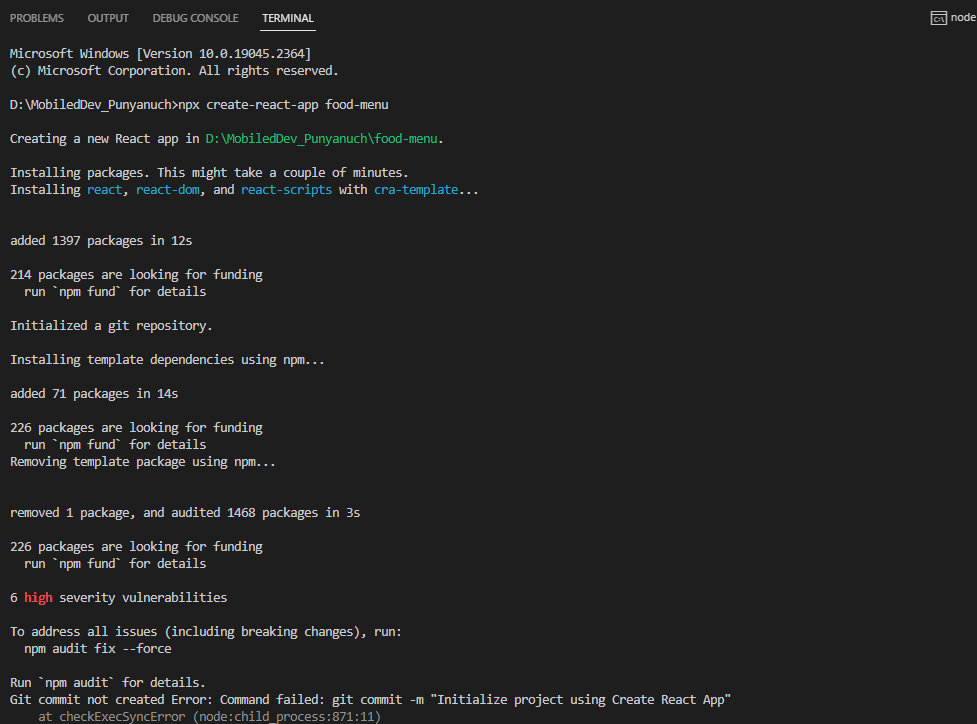 PROBLEMS OUTPUT DEBUG CONSOLE TERMINAL node
Microsoft Windows [Version 10.0.19045.2364]
(c) Microsoft Corporation. All rights reserved.
D:\MobiledDev_Punyanuch>npx create-react-app food-menu
Creating a new React app in D:\MobiledDev_Punyanuch\food-menu.
Installing packages. This might take a couple of minutes.
Installing react, react-dom, and react-scripts with cra-template...
added 1397 packages in 12s
214 packages are looking for funding
  run `npm fund` for details
Initialized a git repository.
Installing template dependencies using npm...
added 71 packages in 14s
226 packages are looking for funding
  run `npm fund` for details
Removing template package using npm...
removed 1 package, and audited 1468 packages in 3s
226 packages are looking for funding
  run `npm fund` for details
6 high severity vulnerabilities
To address all issues (including breaking changes), run:
  npm audit fix --force
Run `npm audit` for details.
Git commit not created Error: Command failed: git commit -m "Initialize project using Create React App"
    at checkExecSyncError (node:child_process:871:11)